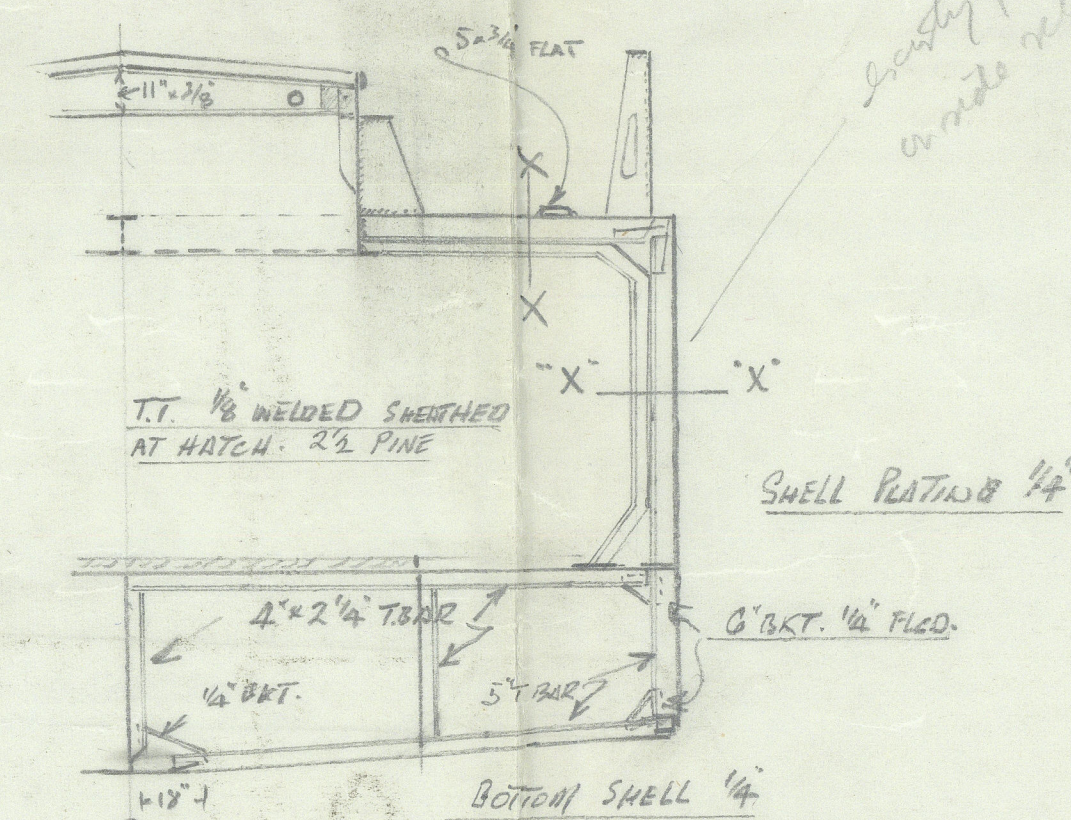 5 x 3/4" FLAT
on side
11" x 3/8"
X
X
"X" "X"
T.T. 1/8" WELDED SHEATHED
AT HATCH. 2 1/2 PINE
SHELL PLATING 1/4"
4" x 2 1/4" T.BAR
6" BKT. 1/4" FLGD.
1/4" BKT.
5" T BAR
18"
BOTTOM SHELL 1/4"